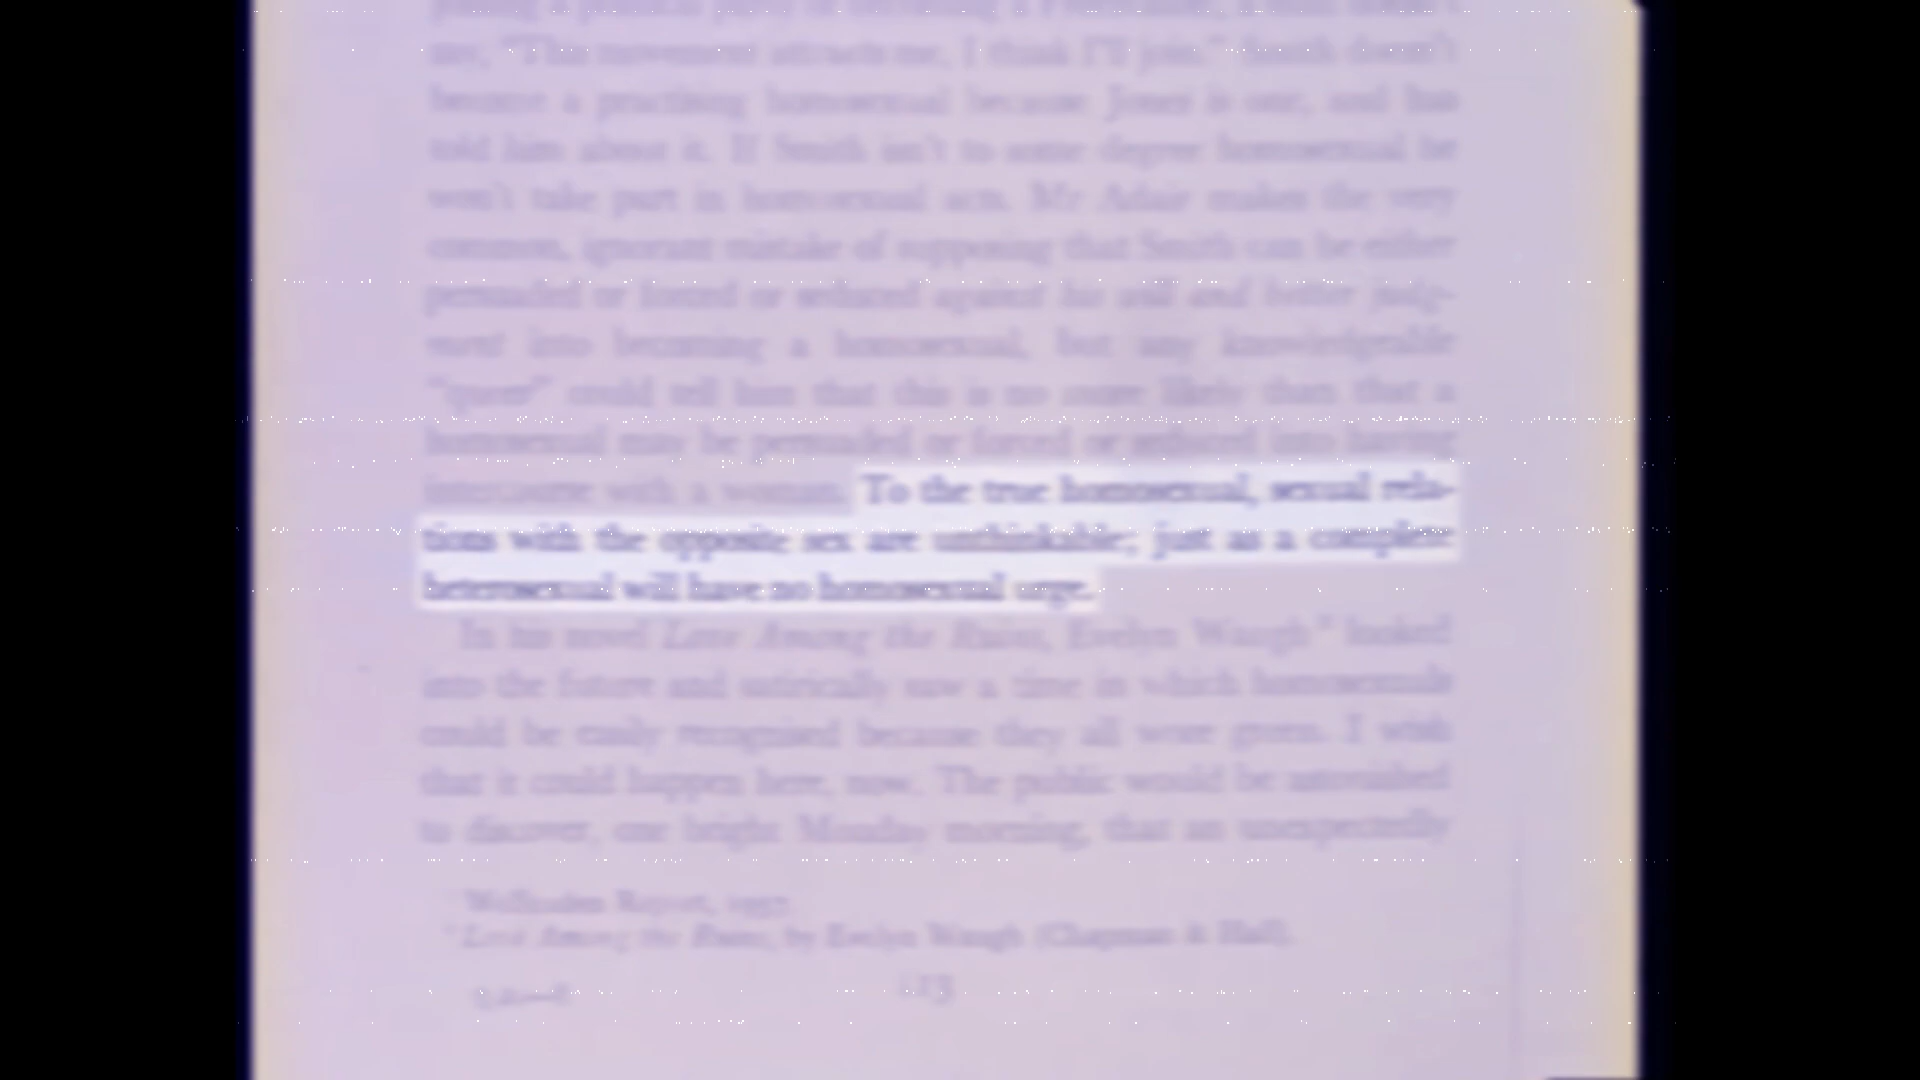 say, "This movement attracts me, I think I'll join." Smith doesn't
become a practising homosexual because Jones is one, and has
told him about it. If Smith isn't to some degree homosexual he
won't take part in homosexual acts. Mr Adair makes the very
common, ignorant mistake of supposing that Smith can be either
persuaded or forced or seduced against his will and better judg-
ment into becoming a homosexual, but any knowledgeable
"queer" could tell him that this is no more likely than that a
homosexual may be persuaded or forced or seduced into having
intercourse with a woman. To the true homosexual, sexual rela-
tions with the opposite sex are unthinkable, just as a complete
heterosexual will have no homosexual urge.
In his novel Love Among the Ruins, Evelyn Waugh looked
into the future and satirically saw a time in which homosexuals
could be easily recognised because they all wore green. I wish
that it could happen here, now. The public would be astonished
to discover, one bright Monday morning, that an unexpectedly
Wolfenden Report, 1957.
Love Among the Ruins, by Evelyn Waugh (Chapman & Hall).